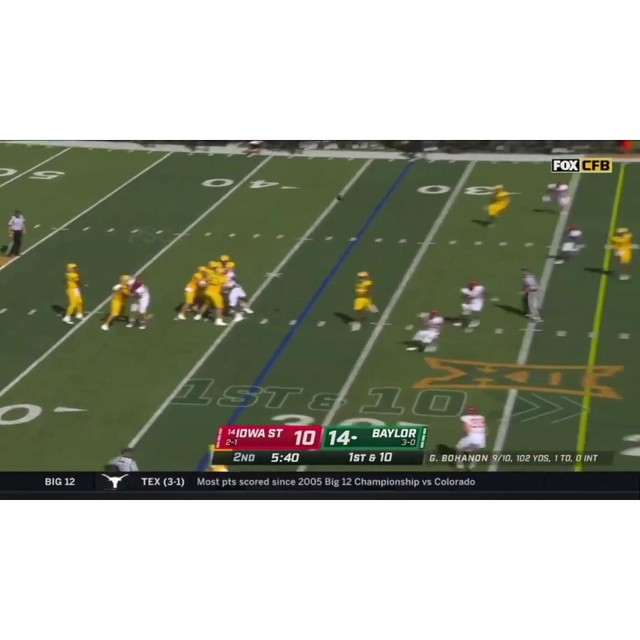 FOX CFB
50
40
30
1ST & 10
XII
14 IOWA ST 10 14 BAYLOR
2-1 3-0
2ND 5:40 1ST & 10 G. BOHANON 9/10, 102 YDS, 1 TD, 0 INT
BIG 12 TEX (3-1) Most pts scored since 2005 Big 12 Championship vs Colorado